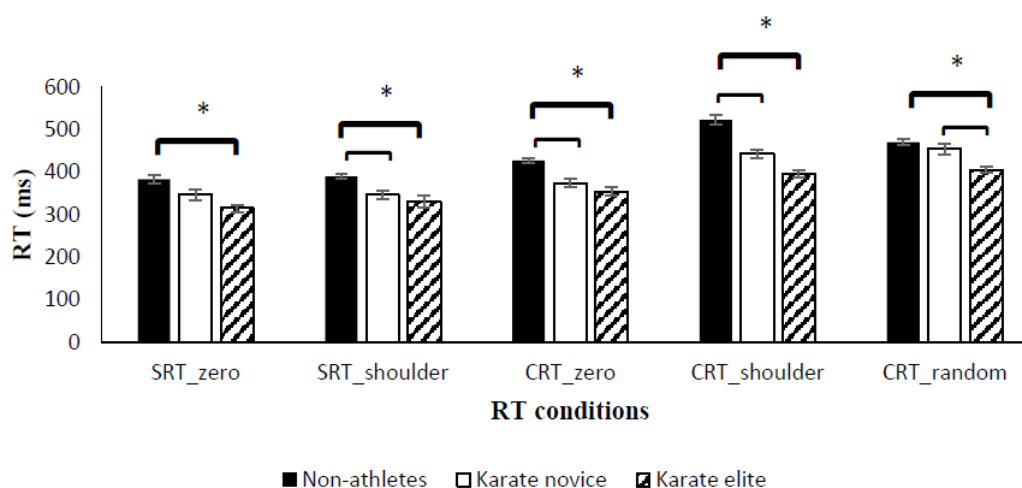 * * * * *
600
500
400
300
200
100
0
RT (ms)
SRT_zero SRT_shoulder CRT_zero CRT_shoulder CRT_random
RT conditions
Non-athletes Karate novice Karate elite